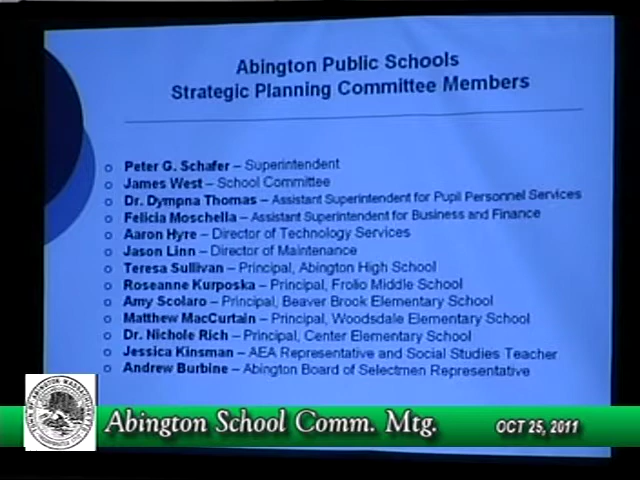 Abington Public Schools
Strategic Planning Committee Members
Peter G. Schafer – Superintendent
James West – School Committee
Dr. Dympna Thomas – Assistant Superintendent for Pupil Personnel Services
Felicia Moschella – Assistant Superintendent for Business and Finance
Aaron Hyre – Director of Technology Services
Jason Linn – Director of Maintenance
Teresa Sullivan – Principal, Abington High School
Roseanne Kurposka – Principal, Frolio Middle School
Amy Scolaro – Principal, Beaver Brook Elementary School
Matthew MacCurtain – Principal, Woodsdale Elementary School
Dr. Nichole Rich – Principal, Center Elementary School
Jessica Kinsman – AEA Representative and Social Studies Teacher
Andrew Burbine – Abington Board of Selectmen Representative
Abington School Comm. Mtg.
OCT 25, 2011